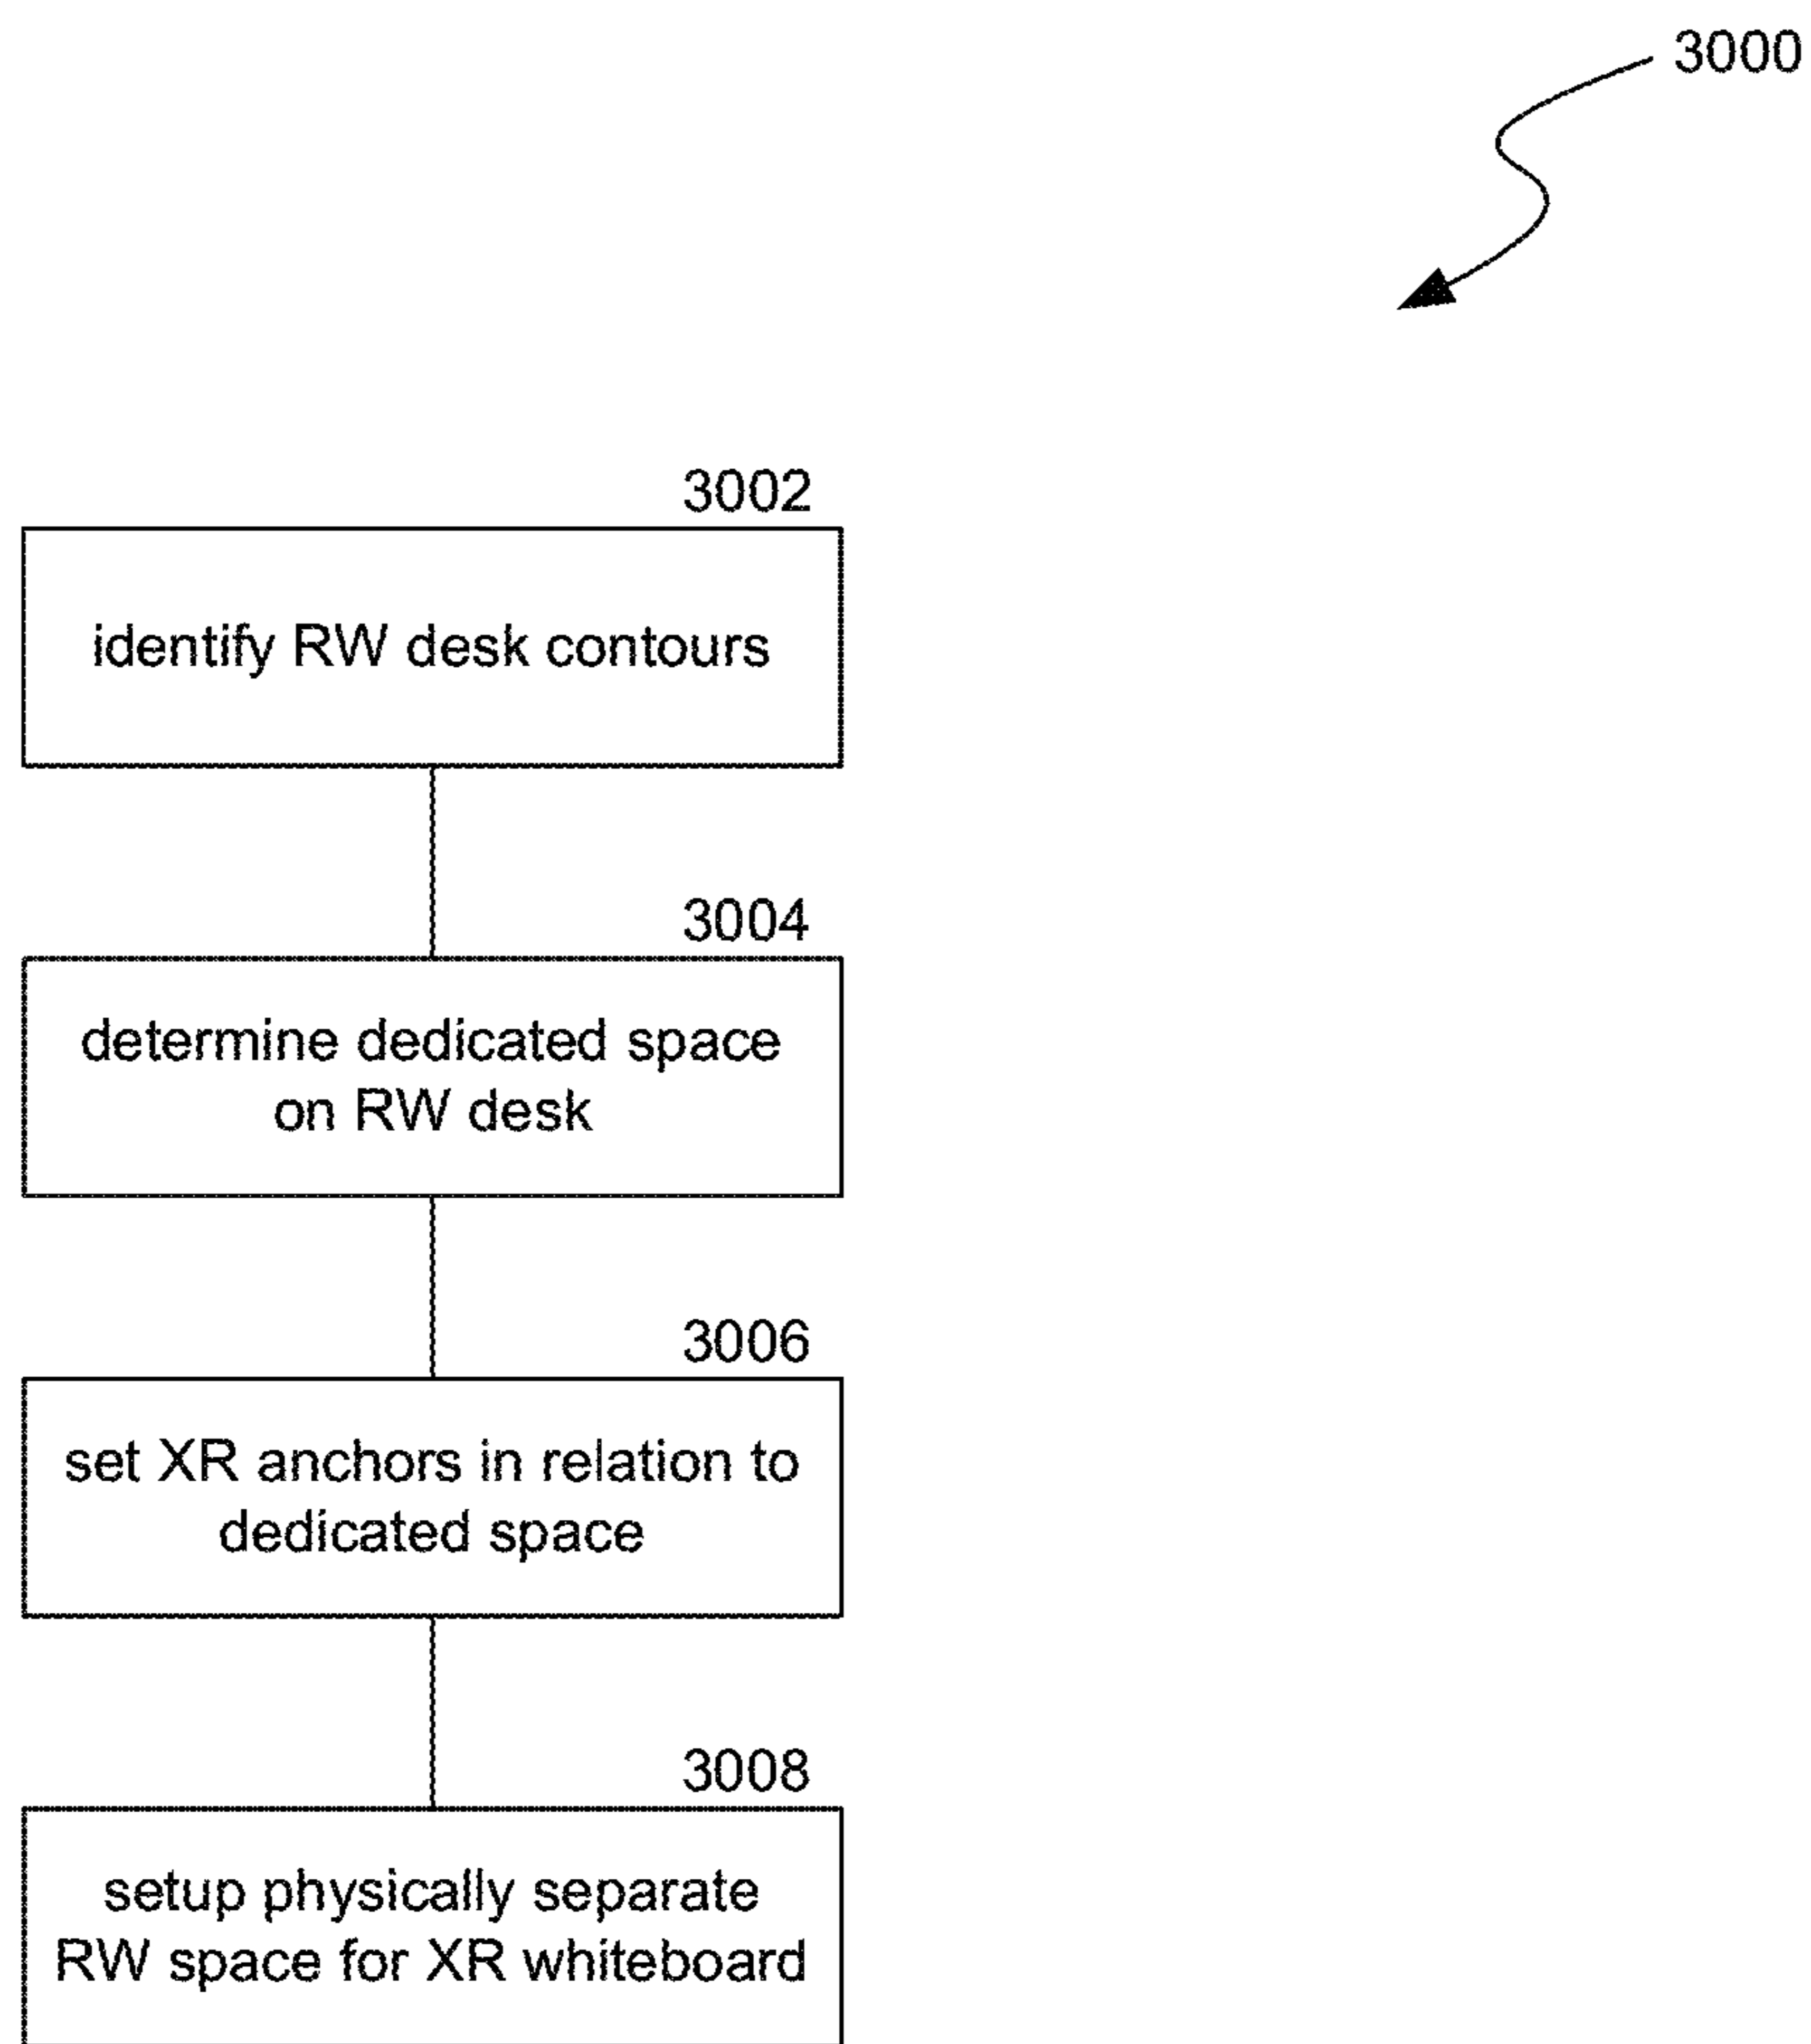 3000
3002
identify RW desk contours
3004
determine dedicated space
on RW desk
3006
set XR anchors in relation to
dedicated space
3008
setup physically separate
RW space for XR whiteboard